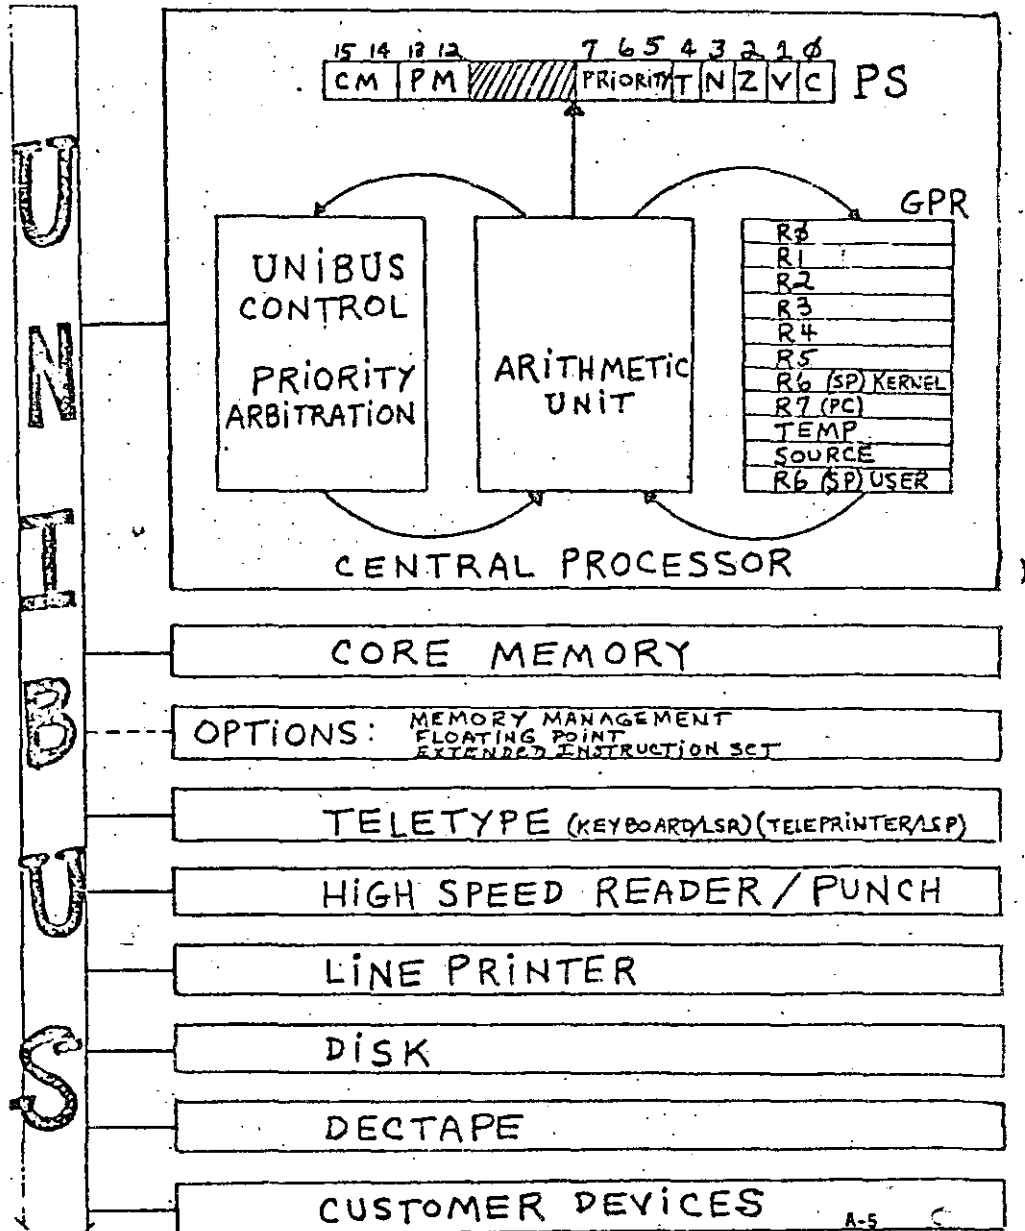 UNIBUS
15 14 13 12 7 6 5 4 3 2 1 0
CM PM PRIORITY T N Z V C PS
GPR
UNIBUS
CONTROL
PRIORITY
ARBITRATION
ARITHMETIC
UNIT
R0
R1
R2
R3
R4
R5
R6 (SP) KERNEL
R7 (PC)
TEMP
SOURCE
R6 (SP) USER
CENTRAL PROCESSOR
CORE MEMORY
OPTIONS: MEMORY MANAGEMENT
FLOATING POINT
EXTENDED INSTRUCTION SET
TELETYPE (KEYBOARD/LSR) (TELEPRINTER/LSP)
HIGH SPEED READER / PUNCH
LINE PRINTER
DISK
DECTAPE
CUSTOMER DEVICES
A-5